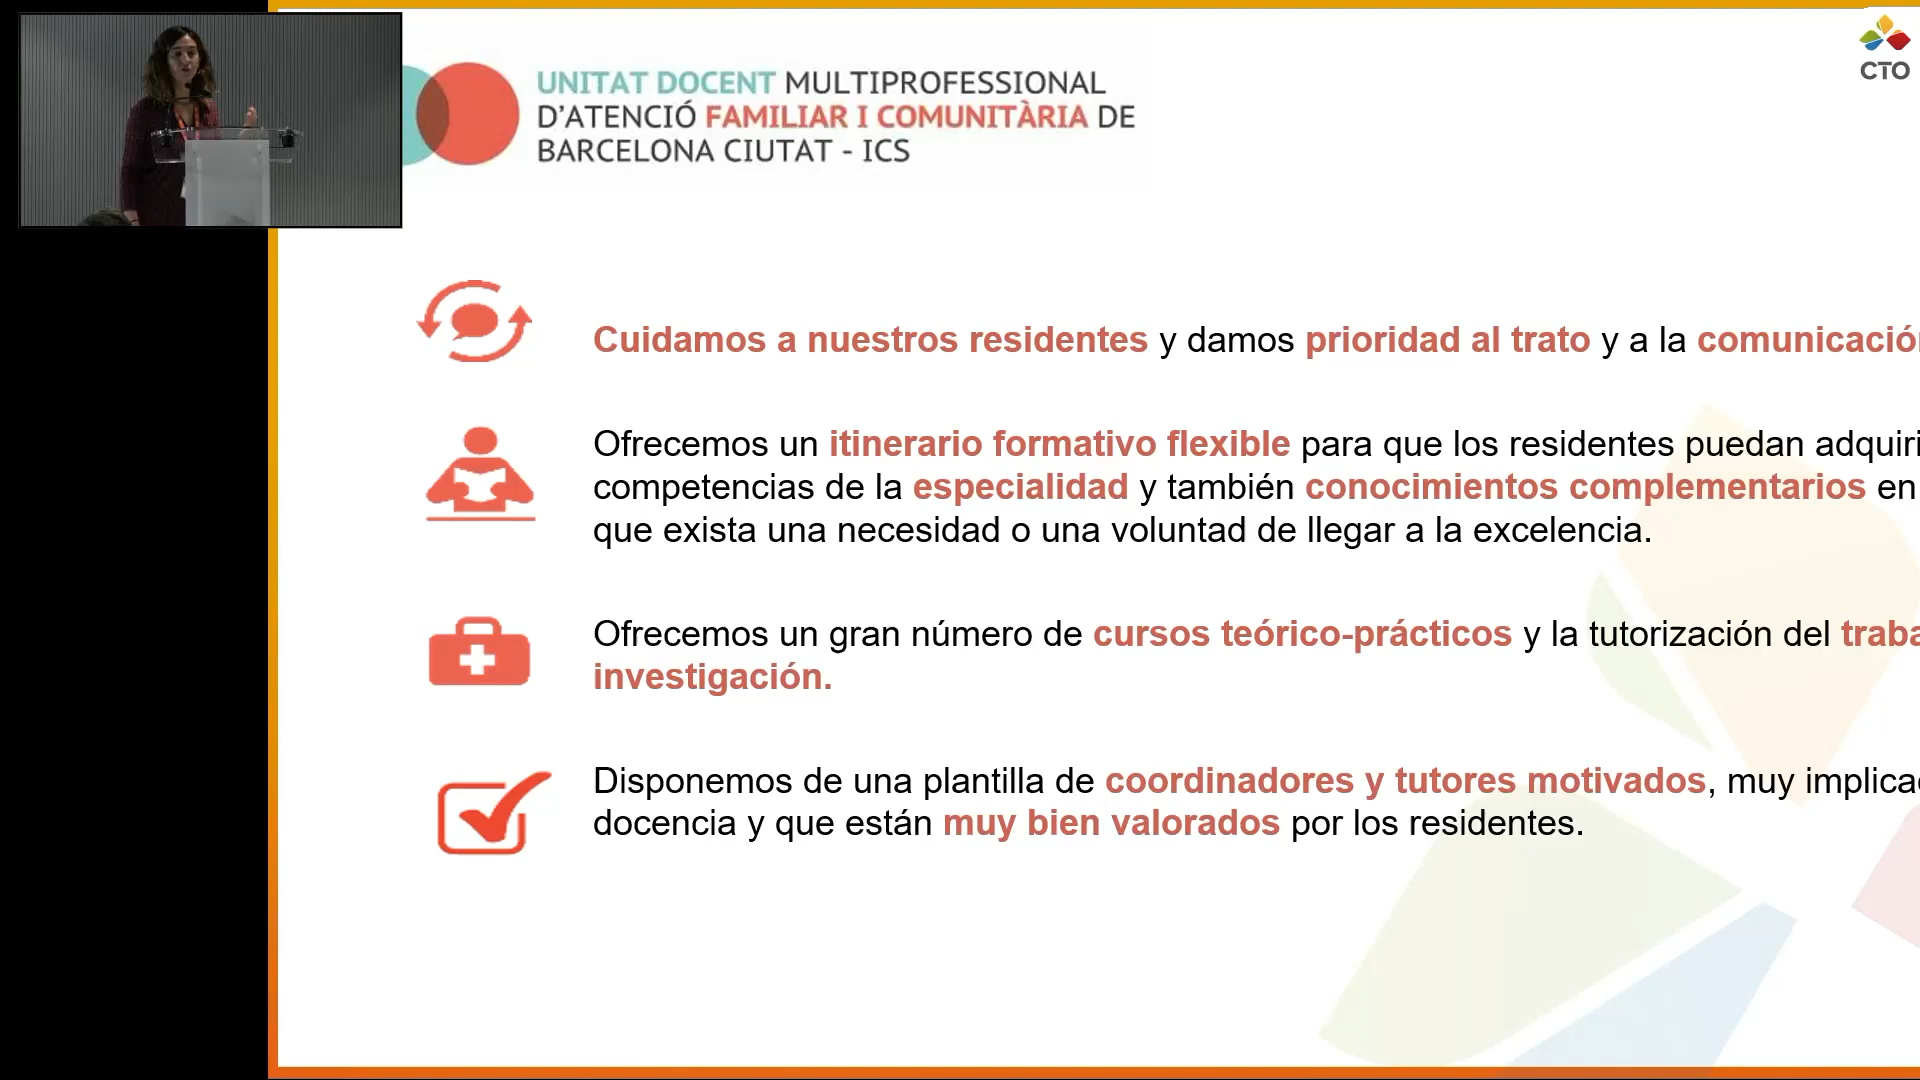 CTO
UNITAT DOCENT MULTIPROFESSIONAL
D'ATENCIÓ FAMILIAR I COMUNITÀRIA DE
BARCELONA CIUTAT - ICS
Cuidamos a nuestros residentes y damos prioridad al trato y a la
Ofrecemos un itinerario formativo flexible para que los residentes puedan
competencias de la especialidad y también conocimientos complementarios en
que exista una necesidad o una voluntad de llegar a la excelencia.
Ofrecemos un gran número de cursos teórico-prácticos y la tutorización del
investigación.
Disponemos de una plantilla de coordinadores y tutores motivados, muy
docencia y que están muy bien valorados por los residentes.